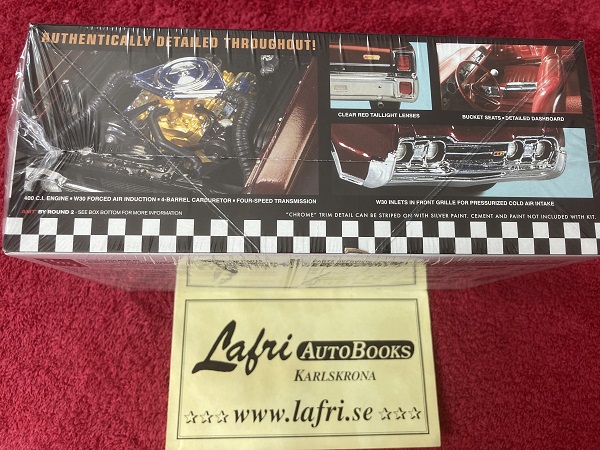 AUTHENTICALLY DETAILED THROUGHOUT!
CLEAR RED TAILLIGHT LENSES
BUCKET SEATS • DETAILED DASHBOARD
400 C.I. ENGINE • W30 FORCED AIR INDUCTION • 4-BARREL CARBURETOR • FOUR-SPEED TRANSMISSION
W30 INLETS IN FRONT GRILLE FOR PRESSURIZED COLD AIR INTAKE
AMT BY ROUND 2 - SEE BOX BOTTOM FOR MORE INFORMATION
"CHROME" TRIM DETAIL CAN BE STRIPED ON WITH SILVER PAINT. CEMENT AND PAINT NOT INCLUDED WITH KIT.
Lafri AUTOBOOKS
KARLSKRONA
www.lafri.se